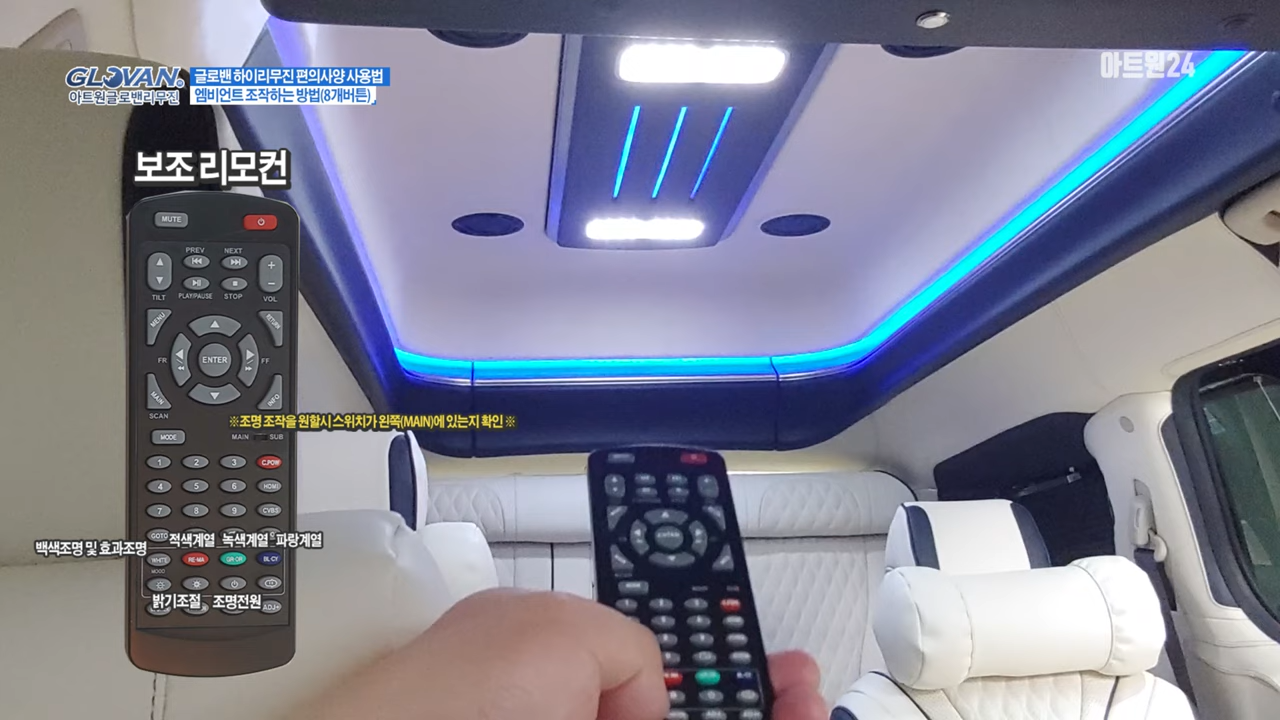 GLOVAN®
아트원글로밴리무진
글로밴 하이리무진 편의사양 사용법
엠비언트 조작하는 방법(8개버튼)
아트원24
보조 리모컨
MUTE
PREV NEXT
TILT PLAY/PAUSE STOP VOL
MENU RETURN
FR ENTER FF
MAIN INFO
SCAN
※조명 조작을 원할시 스위치가 왼쪽(MAIN)에 있는지 확인 ※
MODE MAIN SUB
1 2 3 C.POW
4 5 6 HOME
7 8 9 CVBS
GOTO
백색조명 및 효과조명 적색계열 녹색계열 파랑계열
WHITE RE-MA GR-OR BL-CY
MOOD
밝기조절 조명전원
ADJ+
ENTER